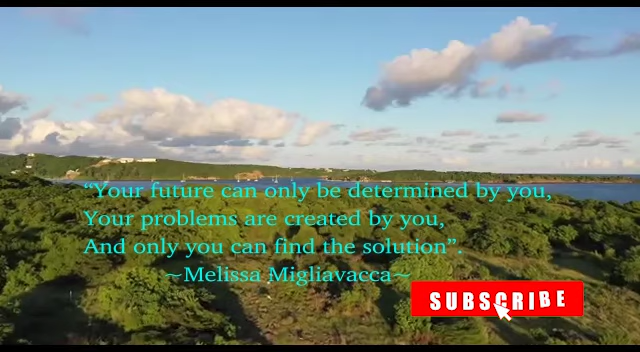 “Your future can only be determined by you,
Your problems are created by you,
And only you can find the solution”.
~Melissa Migliavacca~
SUBSCRIBE